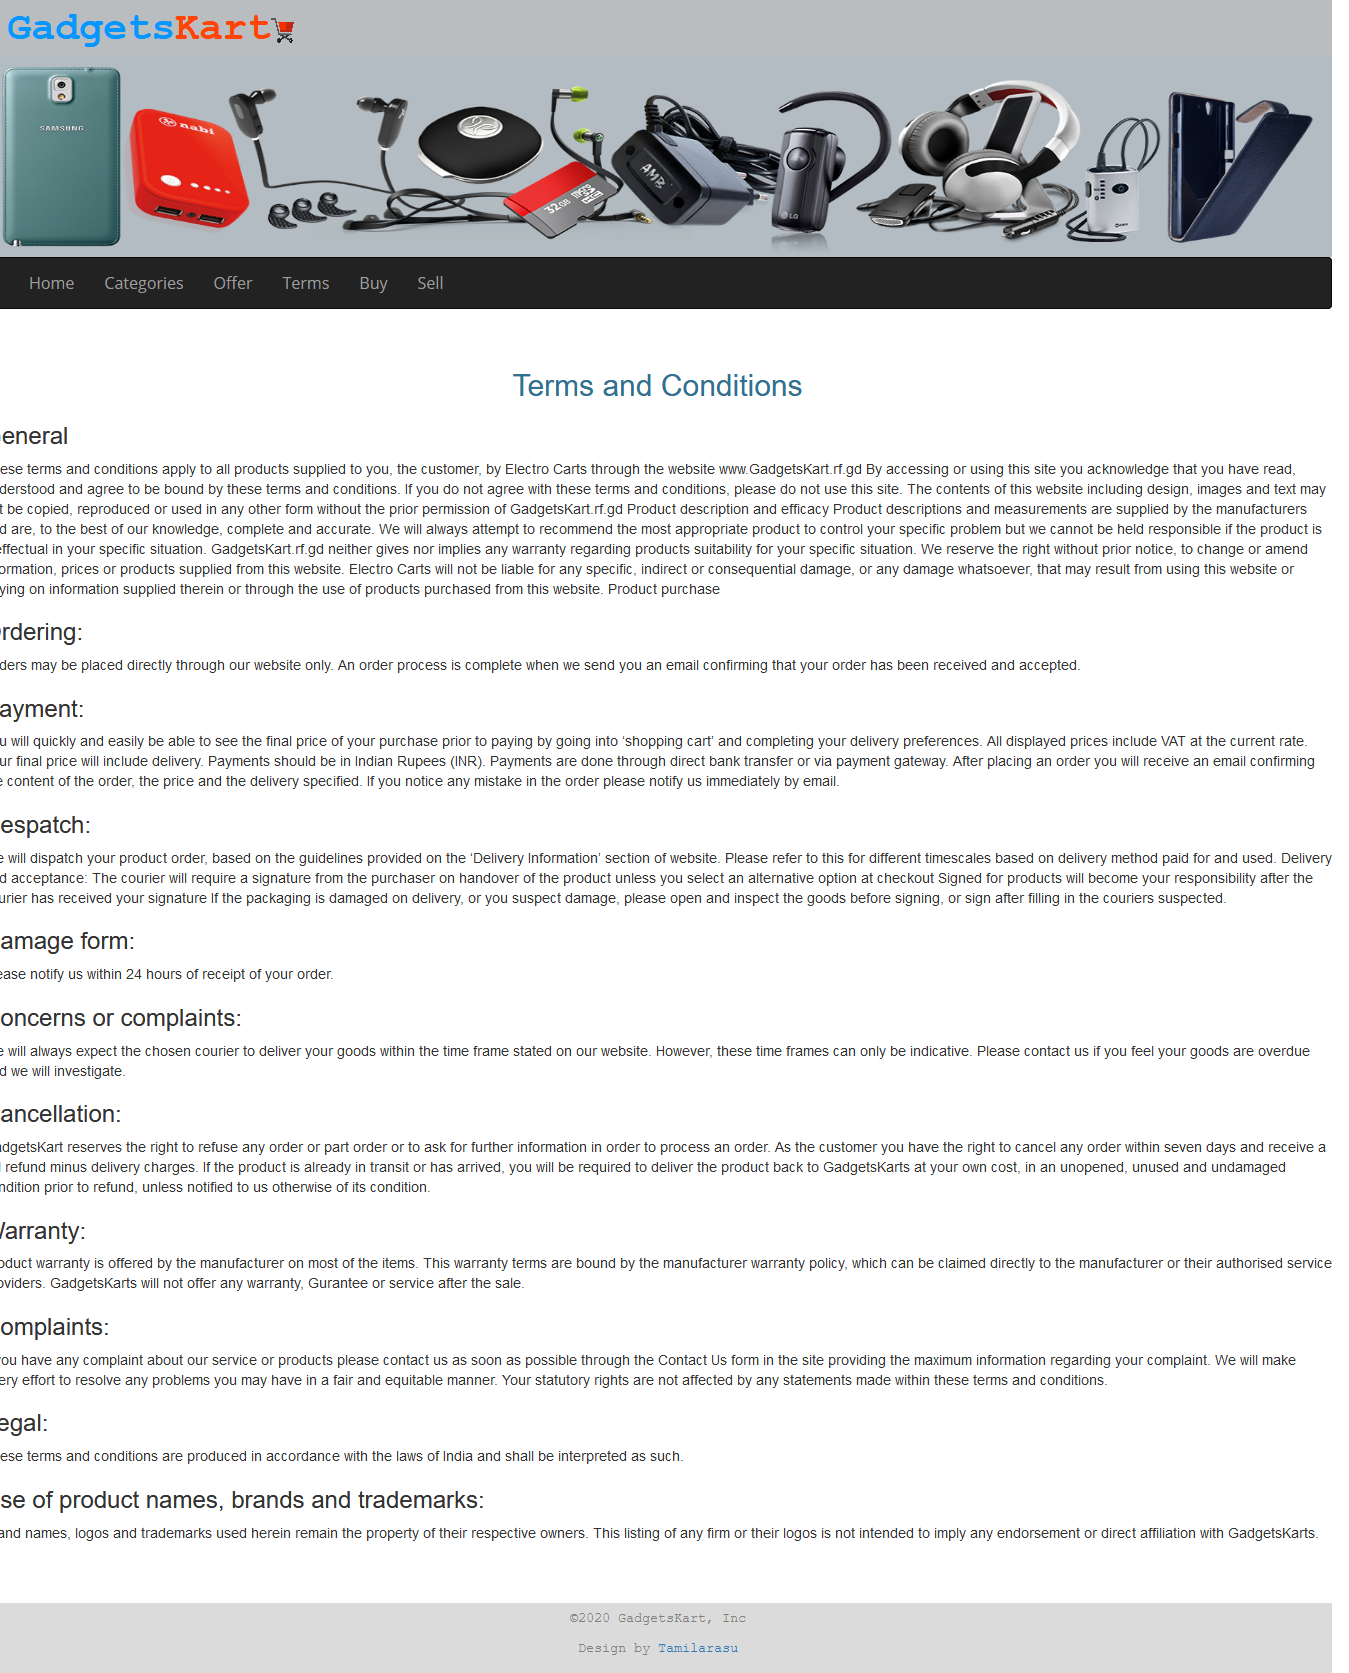 GadgetsKart
SAMSUNG
nabi
32GB
micro
AMB
LG
Home Categories Offer Terms Buy Sell
Terms and Conditions
eneral
ese terms and conditions apply to all products supplied to you, the customer, by Electro Carts through the website www.GadgetsKart.rf.gd By accessing or using this site you acknowledge that you have read,
derstood and agree to be bound by these terms and conditions. If you do not agree with these terms and conditions, please do not use this site. The contents of this website including design, images and text may
t be copied, reproduced or used in any other form without the prior permission of GadgetsKart.rf.gd Product description and efficacy Product descriptions and measurements are supplied by the manufacturers
d are, to the best of our knowledge, complete and accurate. We will always attempt to recommend the most appropriate product to control your specific problem but we cannot be held responsible if the product is
effectual in your specific situation. GadgetsKart.rf.gd neither gives nor implies any warranty regarding products suitability for your specific situation. We reserve the right without prior notice, to change or amend
ormation, prices or products supplied from this website. Electro Carts will not be liable for any specific, indirect or consequential damage, or any damage whatsoever, that may result from using this website or
ying on information supplied therein or through the use of products purchased from this website. Product purchase
rdering:
ders may be placed directly through our website only. An order process is complete when we send you an email confirming that your order has been received and accepted.
ayment:
u will quickly and easily be able to see the final price of your purchase prior to paying by going into ‘shopping cart’ and completing your delivery preferences. All displayed prices include VAT at the current rate.
ur final price will include delivery. Payments should be in Indian Rupees (INR). Payments are done through direct bank transfer or via payment gateway. After placing an order you will receive an email confirming
e content of the order, the price and the delivery specified. If you notice any mistake in the order please notify us immediately by email.
espatch:
e will dispatch your product order, based on the guidelines provided on the ‘Delivery Information’ section of website. Please refer to this for different timescales based on delivery method paid for and used. Delivery
d acceptance: The courier will require a signature from the purchaser on handover of the product unless you select an alternative option at checkout Signed for products will become your responsibility after the
urier has received your signature If the packaging is damaged on delivery, or you suspect damage, please open and inspect the goods before signing, or sign after filling in the couriers suspected.
amage form:
ease notify us within 24 hours of receipt of your order.
oncerns or complaints:
e will always expect the chosen courier to deliver your goods within the time frame stated on our website. However, these time frames can only be indicative. Please contact us if you feel your goods are overdue
d we will investigate.
ancellation:
adgetsKart reserves the right to refuse any order or part order or to ask for further information in order to process an order. As the customer you have the right to cancel any order within seven days and receive a
l refund minus delivery charges. If the product is already in transit or has arrived, you will be required to deliver the product back to GadgetsKarts at your own cost, in an unopened, unused and undamaged
ndition prior to refund, unless notified to us otherwise of its condition.
Warranty:
oduct warranty is offered by the manufacturer on most of the items. This warranty terms are bound by the manufacturer warranty policy, which can be claimed directly to the manufacturer or their authorised service
oviders. GadgetsKarts will not offer any warranty, Gurantee or service after the sale.
omplaints:
you have any complaint about our service or products please contact us as soon as possible through the Contact Us form in the site providing the maximum information regarding your complaint. We will make
ery effort to resolve any problems you may have in a fair and equitable manner. Your statutory rights are not affected by any statements made within these terms and conditions.
egal:
ese terms and conditions are produced in accordance with the laws of India and shall be interpreted as such.
se of product names, brands and trademarks:
and names, logos and trademarks used herein remain the property of their respective owners. This listing of any firm or their logos is not intended to imply any endorsement or direct affiliation with GadgetsKarts.
©2020 GadgetsKart, Inc
Design by Tamilarasu